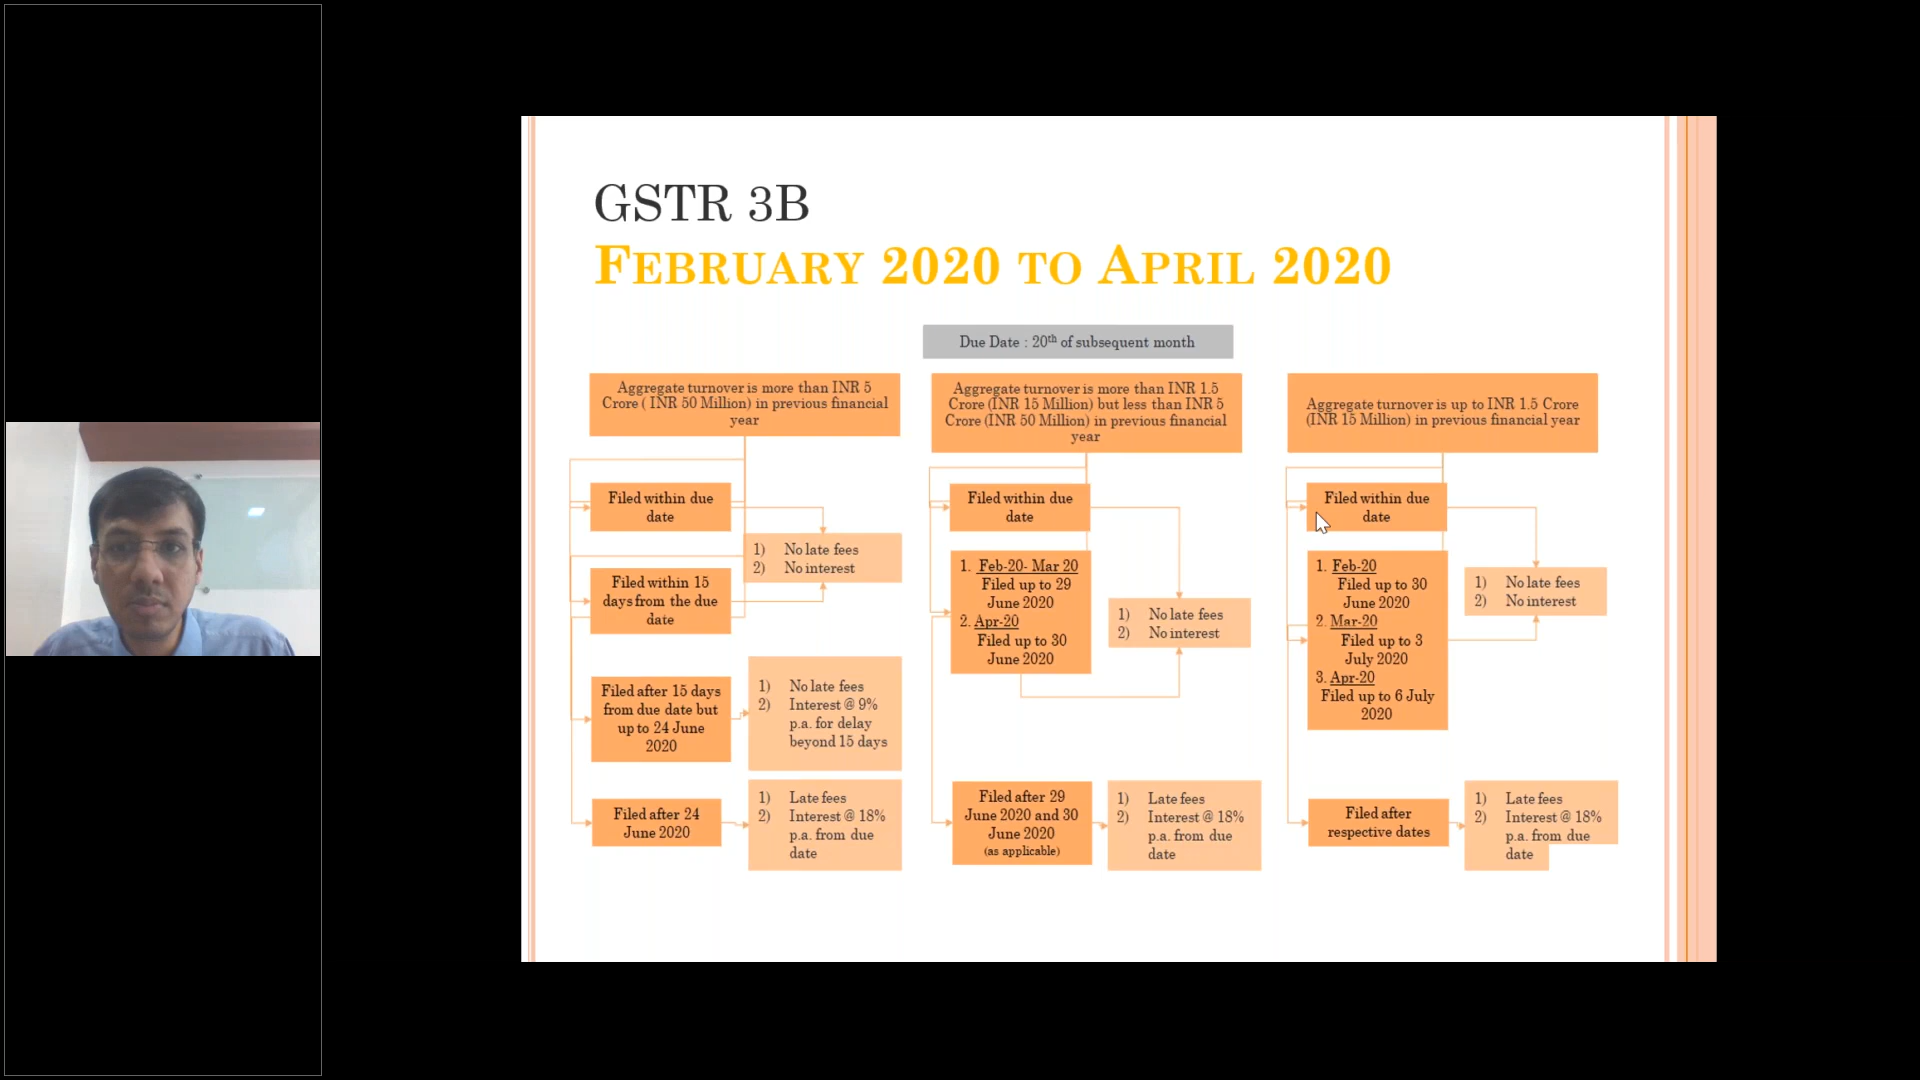 GSTR 3B
FEBRUARY 2020 TO APRIL 2020
Due Date : 20th of subsequent month
Aggregate turnover is more than INR 5
Crore ( INR 50 Million) in previous financial
year
Filed within due
date
1) No late fees
2) No interest
Filed within 15
days from the due
date
Filed after 15 days
from due date but
up to 24 June
2020
1) No late fees
2) Interest @ 9%
p.a. for delay
beyond 15 days
Filed after 24
June 2020
1) Late fees
2) Interest @ 18%
p.a. from due
date
Aggregate turnover is more than INR 1.5
Crore (INR 15 Million) but less than INR 5
Crore (INR 50 Million) in previous financial
year
Filed within due
date
1. Feb-20- Mar 20
Filed up to 29
June 2020
2. Apr-20
Filed up to 30
June 2020
1) No late fees
2) No interest
Filed after 29
June 2020 and 30
June 2020
(as applicable)
1) Late fees
2) Interest @ 18%
p.a. from due
date
Aggregate turnover is up to INR 1.5 Crore
(INR 15 Million) in previous financial year
Filed within due
date
1. Feb-20
Filed up to 30
June 2020
2. Mar-20
Filed up to 3
July 2020
3. Apr-20
Filed up to 6 July
2020
1) No late fees
2) No interest
Filed after
respective dates
1) Late fees
2) Interest @ 18%
p.a. from due
date